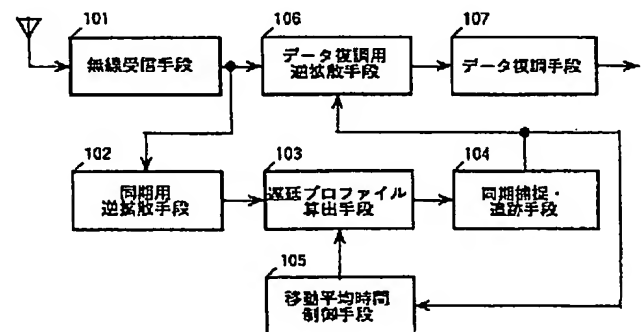 101
無線受信手段
106
データ復調用
逆拡散手段
107
データ復調手段
102
同期用
逆拡散手段
103
遅延プロファイル
算出手段
104
同期捕捉・
追跡手段
105
移動平均時間
制御手段